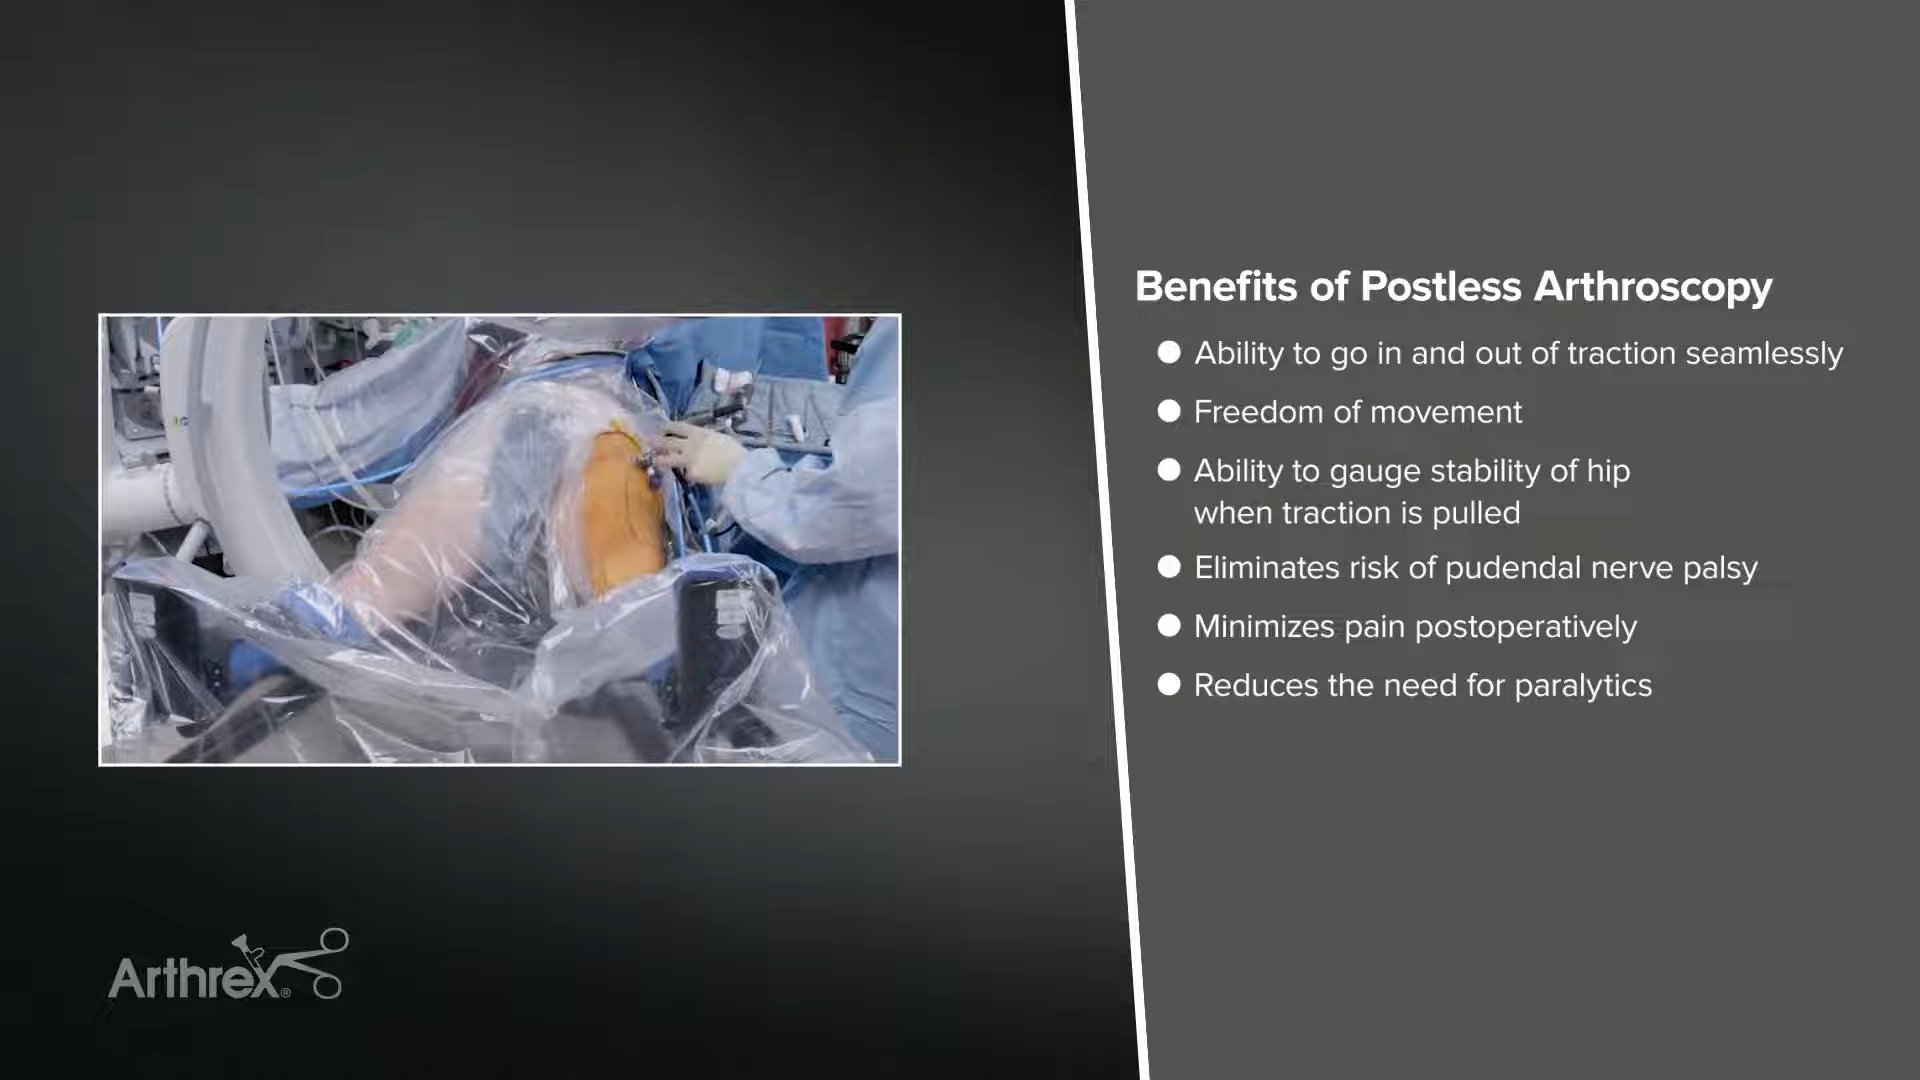 Benefits of Postless Arthroscopy
Ability to go in and out of traction seamlessly
Freedom of movement
Ability to gauge stability of hip
when traction is pulled
Eliminates risk of pudendal nerve palsy
Minimizes pain postoperatively
Reduces the need for paralytics
Arthrex®